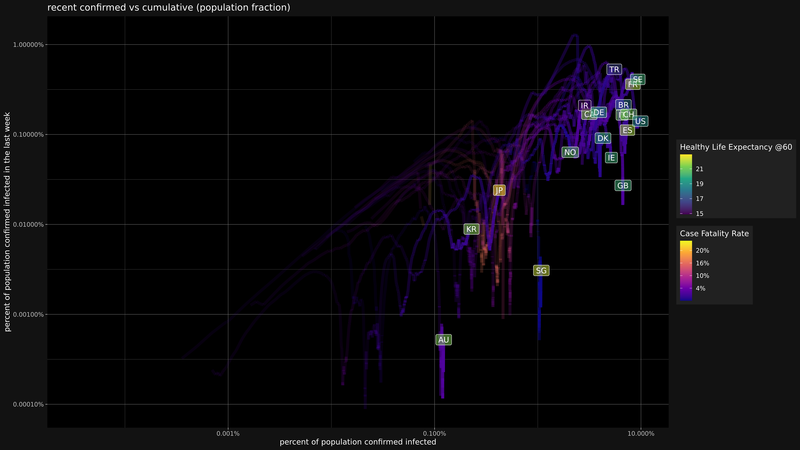 recent confirmed vs cumulative (population fraction)
1.00000%
0.10000%
0.01000%
0.00100%
0.00010%
percent of population confirmed infected in the last week
TR
SE
FR
IR
BR
DE
CH
US
ES
DK
NO
IE
GB
JP
KR
SG
AU
0.001%
0.100%
10.000%
percent of population confirmed infected
Healthy Life Expectancy @60
21
19
17
15
Case Fatality Rate
20%
16%
10%
4%